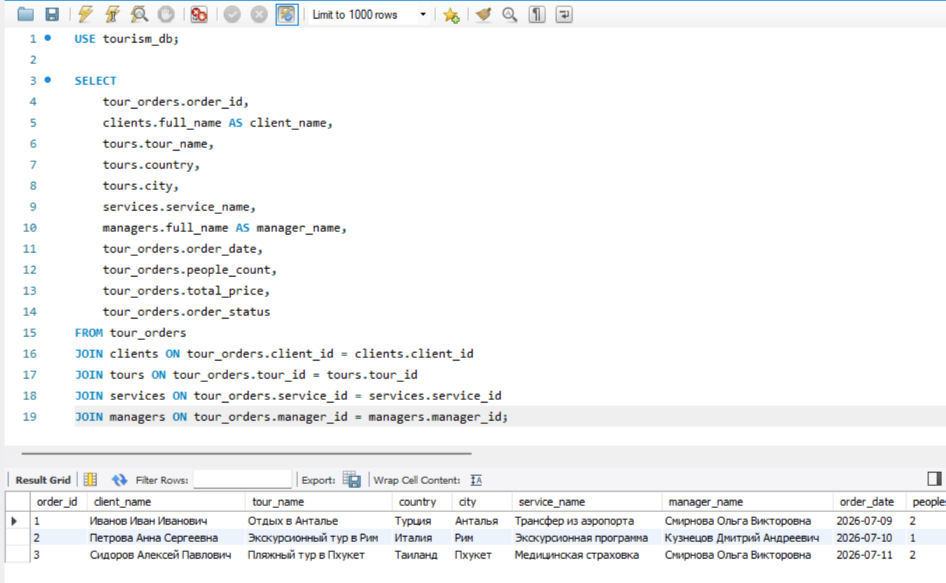 Limit to 1000 rows
1 USE tourism_db;
2
3 SELECT
4 tour_orders.order_id,
5 clients.full_name AS client_name,
6 tours.tour_name,
7 tours.country,
8 tours.city,
9 services.service_name,
10 managers.full_name AS manager_name,
11 tour_orders.order_date,
12 tour_orders.people_count,
13 tour_orders.total_price,
14 tour_orders.order_status
15 FROM tour_orders
16 JOIN clients ON tour_orders.client_id = clients.client_id
17 JOIN tours ON tour_orders.tour_id = tours.tour_id
18 JOIN services ON tour_orders.service_id = services.service_id
19 JOIN managers ON tour_orders.manager_id = managers.manager_id;
Result Grid Filter Rows: Export: Wrap Cell Content: IA
order_id client_name tour_name country city service_name manager_name order_date people
1 Иванов Иван Иванович Отдых в Анталье Турция Анталья Трансфер из аэропорта Смирнова Ольга Викторовна 2026-07-09 2
2 Петрова Анна Сергеевна Экскурсионный тур в Рим Италия Рим Экскурсионная программа Кузнецов Дмитрий Андреевич 2026-07-10 1
3 Сидоров Алексей Павлович Пляжный тур в Пхукет Таиланд Пхукет Медицинская страховка Смирнова Ольга Викторовна 2026-07-11 2